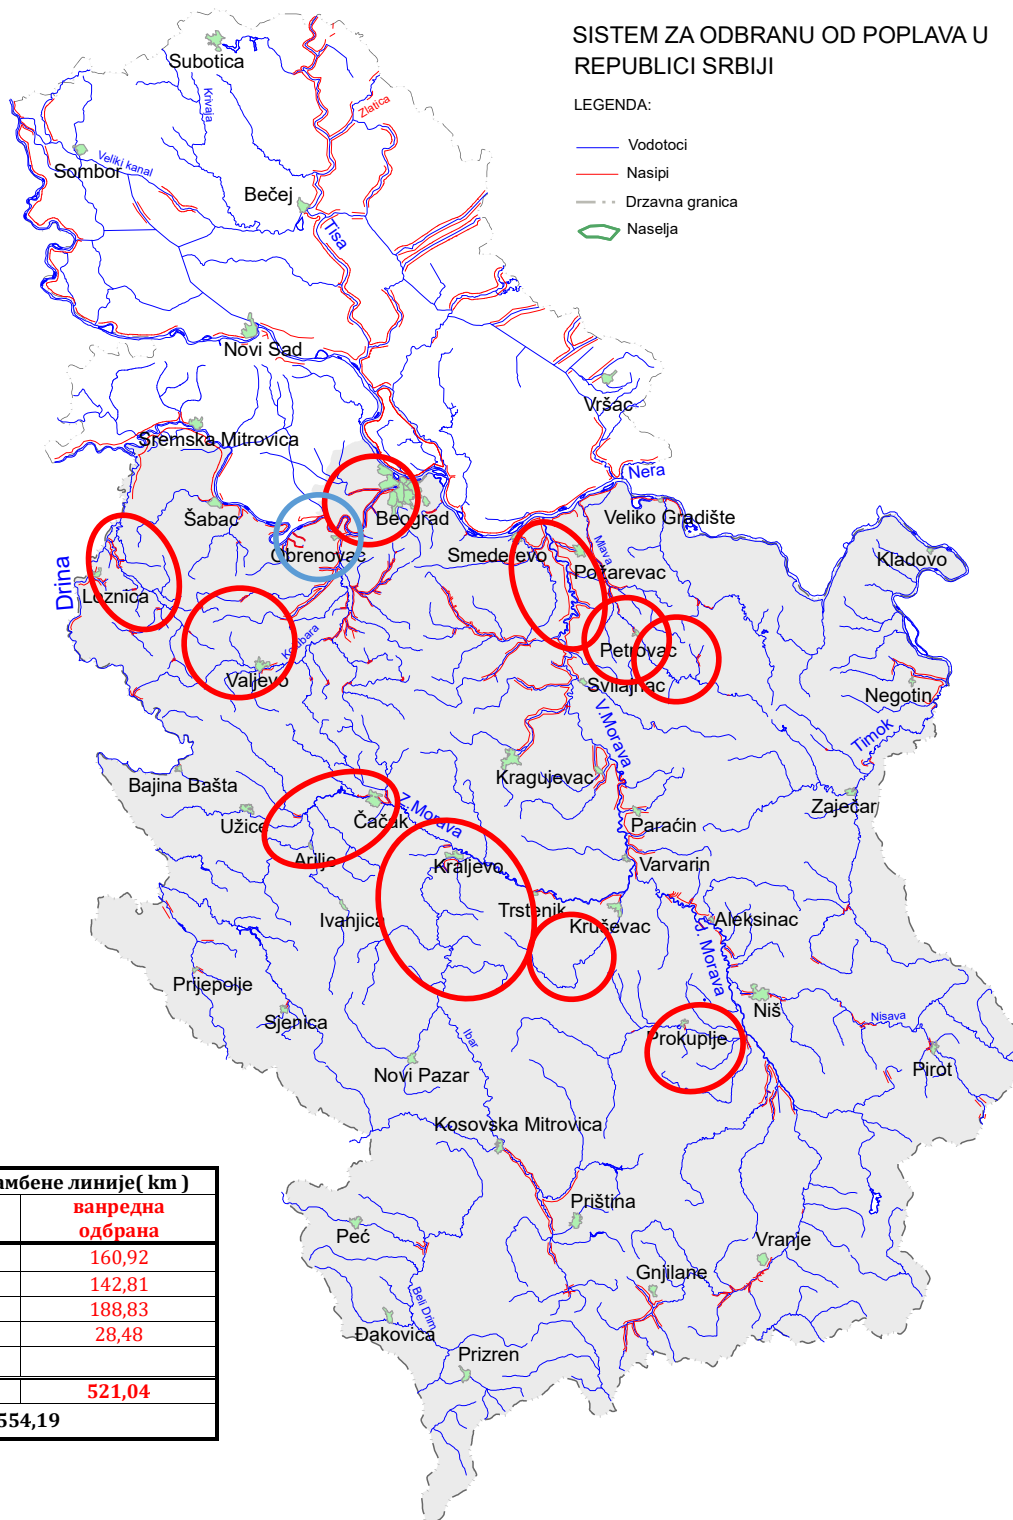 SISTEM ZA ODBRANU OD POPLAVA U
REPUBLICI SRBIJI
LEGENDA:
Vodotoci
Nasipi
Drzavna granica
Naselja
Subotica
Krivaja
Zlatica
Sombor
Veliki kanal
Bečej
Tisa
Novi Sad
Vršac
Sremska Mitrovica
Nera
Šabac
Beograd
Veliko Gradište
Obrenovac
Smederevo
Mlava
Požarevac
Kladovo
Drina
Loznica
Kolubara
Petrovac
Valjevo
Svilajnac
Negotin
V.Morava
Timok
Bajina Bašta
Kragujevac
Užice
Čačak
Z.Morava
Zaječar
Paraćin
Arilje
Kraljevo
Varvarin
Ivanjica
Trstenik
Kruševac
Aleksinac
J. Morava
Prijepolje
Sjenica
Niš
Nisava
Ibar
Prokuplje
Novi Pazar
Pirot
Kosovska Mitrovica
Priština
Peć
Vranje
Gnjilane
Beli Drim
Đakovica
Prizren
амбене линије( km )
ванредна
одбрана
160,92
142,81
188,83
28,48
521,04
554,19